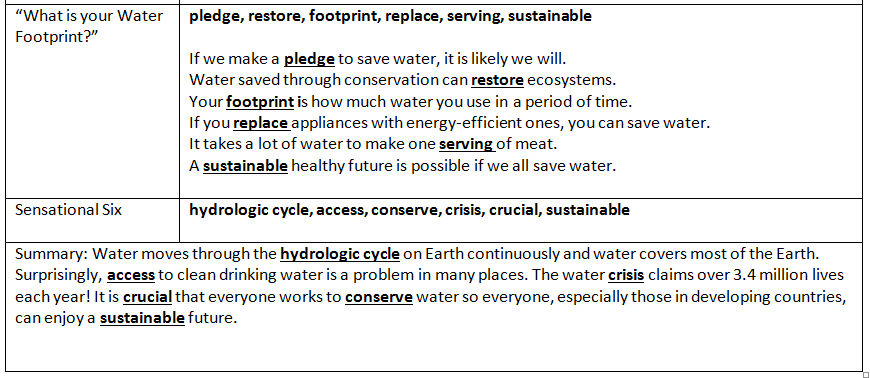 “What is your Water
Footprint?”
pledge, restore, footprint, replace, serving, sustainable
If we make a pledge to save water, it is likely we will.
Water saved through conservation can restore ecosystems.
Your footprint is how much water you use in a period of time.
If you replace appliances with energy-efficient ones, you can save water.
It takes a lot of water to make one serving of meat.
A sustainable healthy future is possible if we all save water.
Sensational Six
hydrologic cycle, access, conserve, crisis, crucial, sustainable
Summary: Water moves through the hydrologic cycle on Earth continuously and water covers most of the Earth.
Surprisingly, access to clean drinking water is a problem in many places. The water crisis claims over 3.4 million lives
each year! It is crucial that everyone works to conserve water so everyone, especially those in developing countries,
can enjoy a sustainable future.